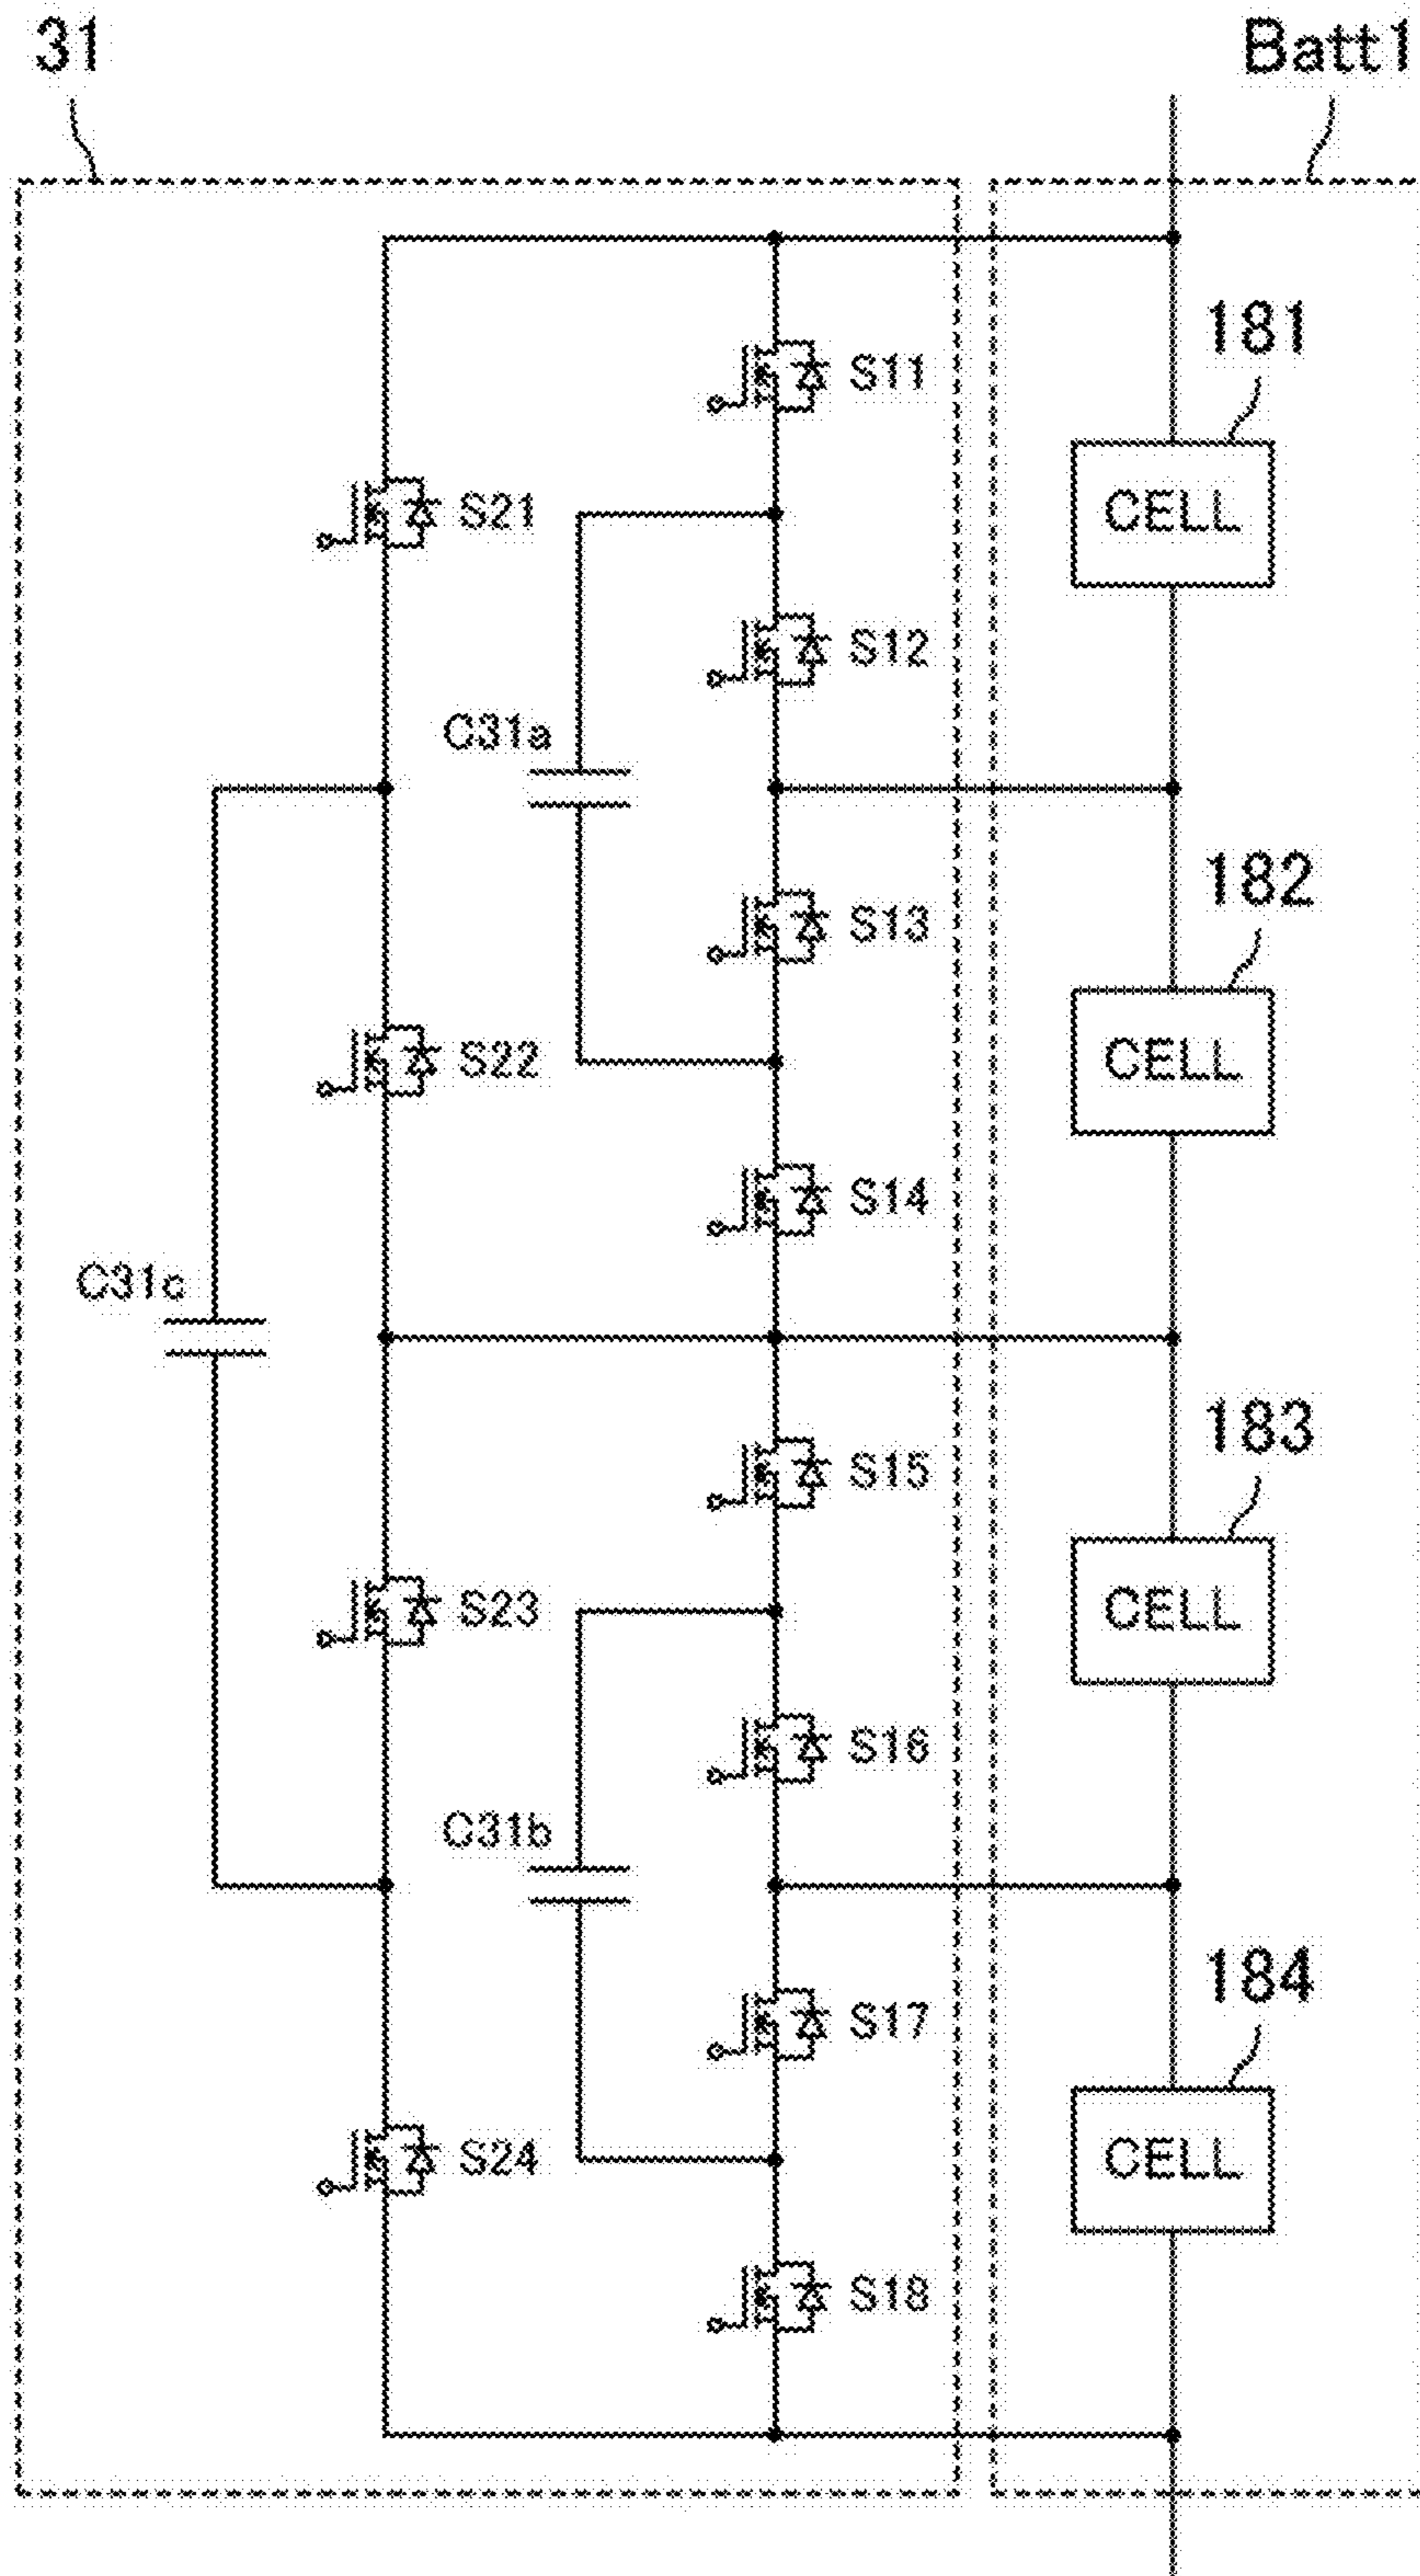 31
Batt1
181
S11
S21
CELL
S12
C31a
182
S13
S22
CELL
S14
C31c
183
S15
S23
CELL
S16
C31b
184
S17
S24
CELL
S18